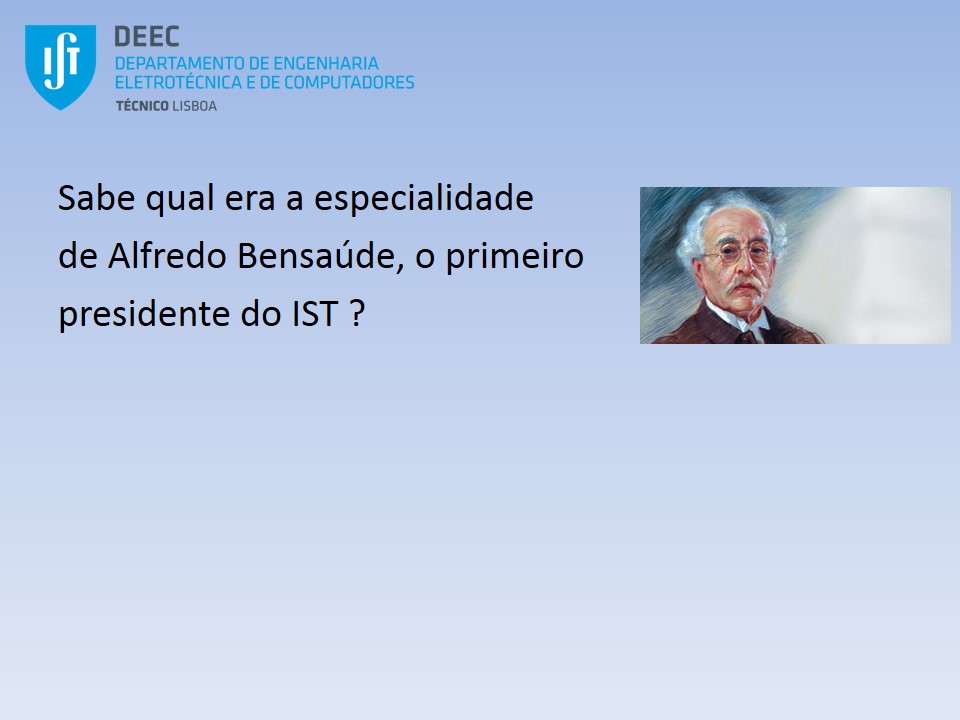 IST
DEEC
DEPARTAMENTO DE ENGENHARIA
ELETROTÉCNICA E DE COMPUTADORES
TÉCNICO LISBOA
Sabe qual era a especialidade
de Alfredo Bensaúde, o primeiro
presidente do IST ?